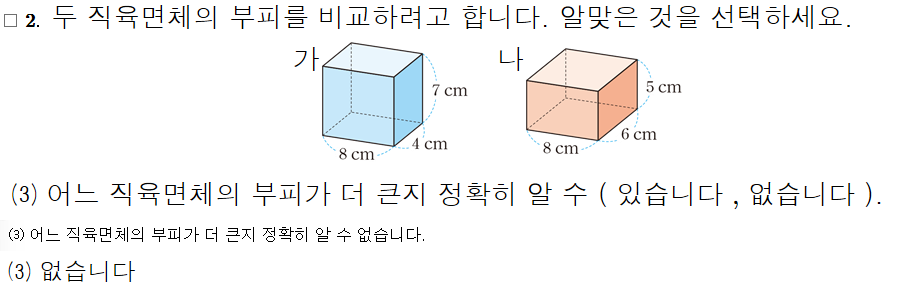 □ 2. 두 직육면체의 부피를 비교하려고 합니다. 알맞은 것을 선택하세요.
가 나
7 cm 5 cm
4 cm 6 cm
8 cm 8 cm
(3) 어느 직육면체의 부피가 더 큰지 정확히 알 수 ( 있습니다 , 없습니다 ).
(3) 어느 직육면체의 부피가 더 큰지 정확히 알 수 없습니다.
(3) 없습니다